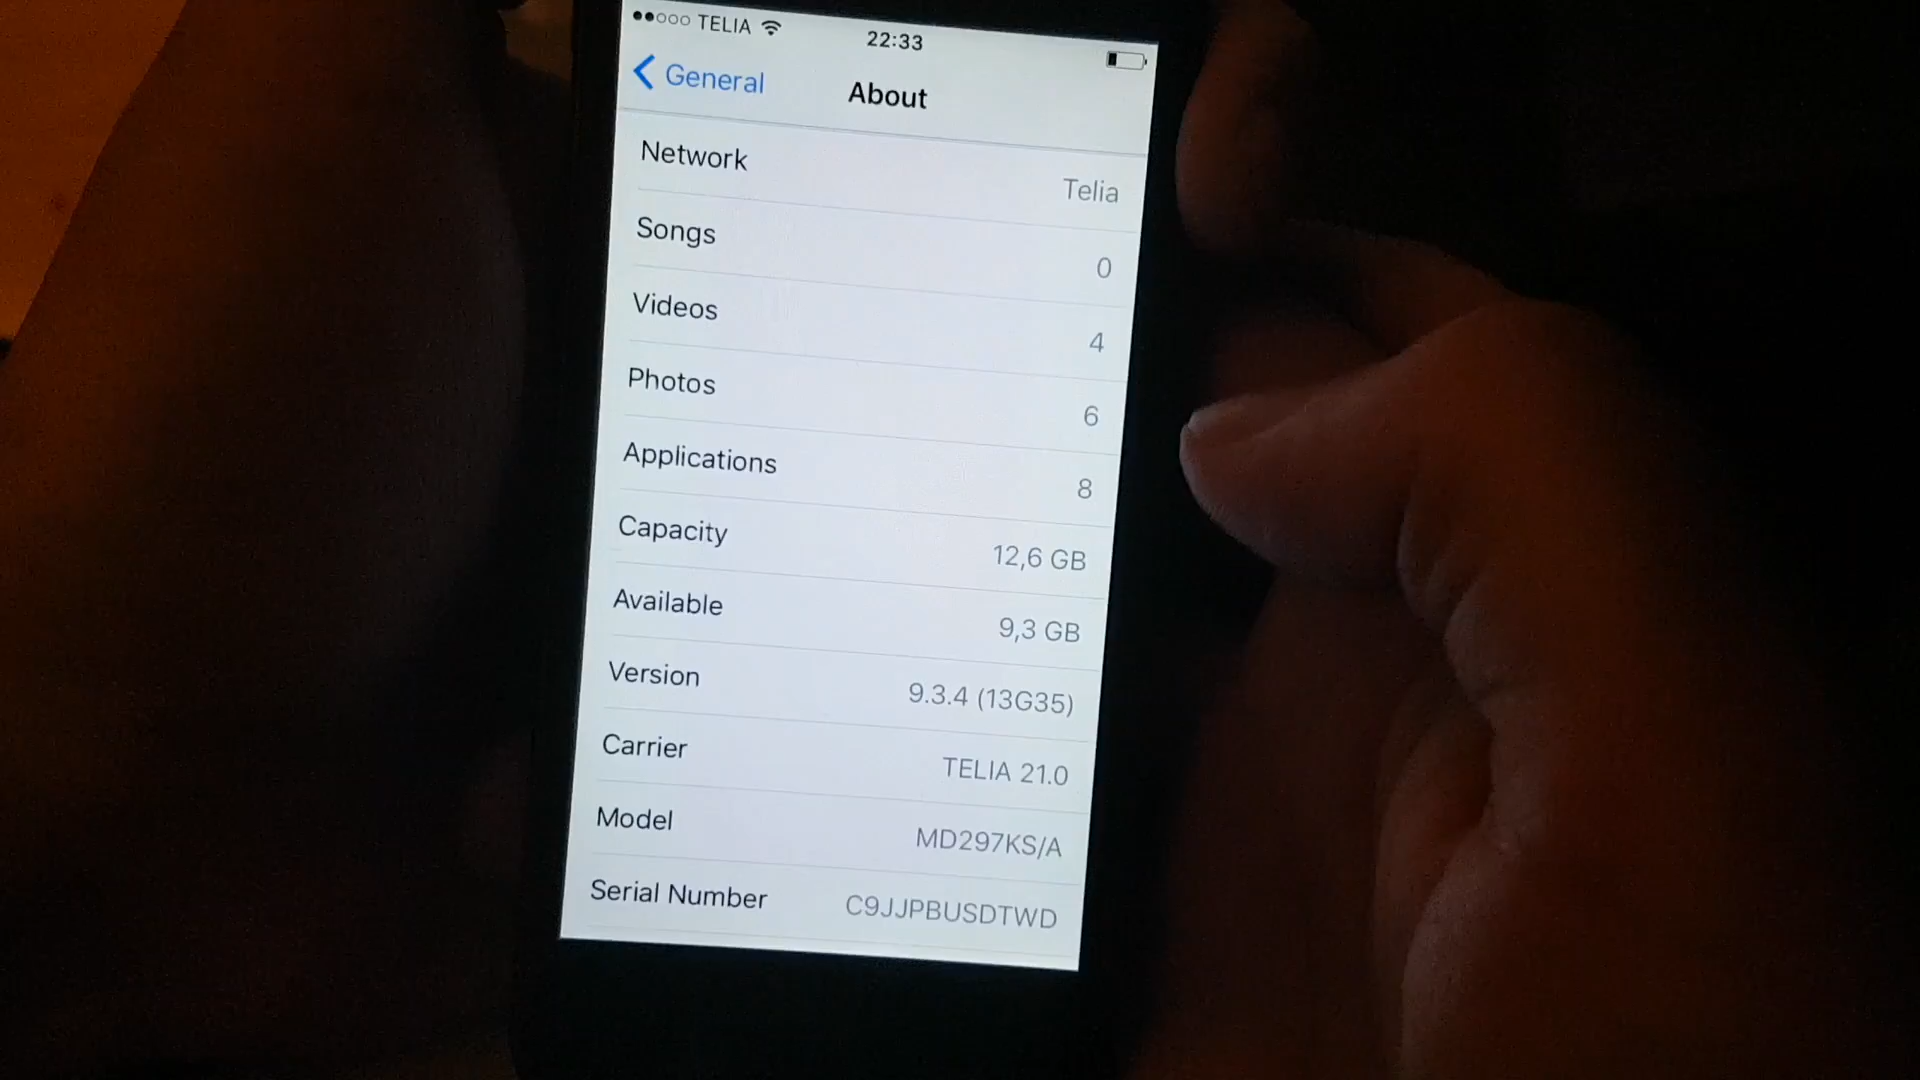 TELIA 22:33
General About
Network Telia
Songs 0
Videos 4
Photos 6
Applications 8
Capacity 12,6 GB
Available 9,3 GB
Version 9.3.4 (13G35)
Carrier TELIA 21.0
Model MD297KS/A
Serial Number C9JJPBUSDTWD